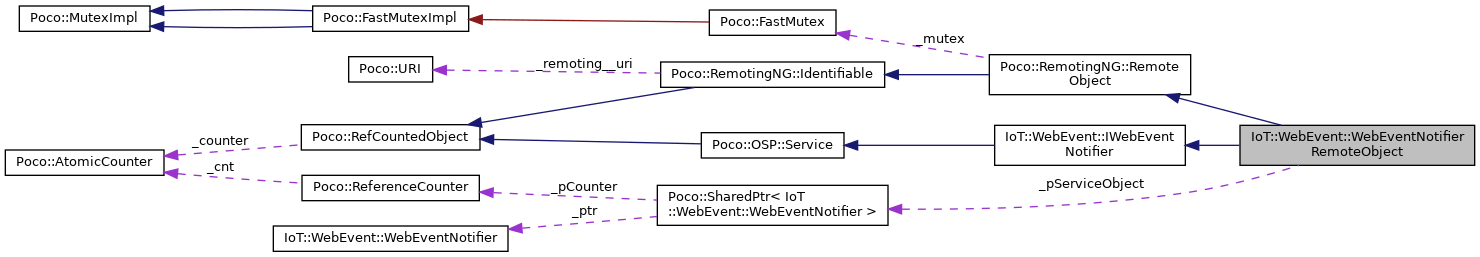 Poco::MutexImpl
Poco::FastMutexImpl
Poco::FastMutex
_mutex
Poco::URI
_remoting__uri
Poco::RemotingNG::Identifiable
Poco::RemotingNG::Remote
Object
Poco::RefCountedObject
_counter
Poco::OSP::Service
IoT::WebEvent::IWebEvent
Notifier
IoT::WebEvent::WebEventNotifier
RemoteObject
Poco::AtomicCounter
_cnt
Poco::ReferenceCounter
_pCounter
Poco::SharedPtr< IoT
::WebEvent::WebEventNotifier >
_pServiceObject
_ptr
IoT::WebEvent::WebEventNotifier